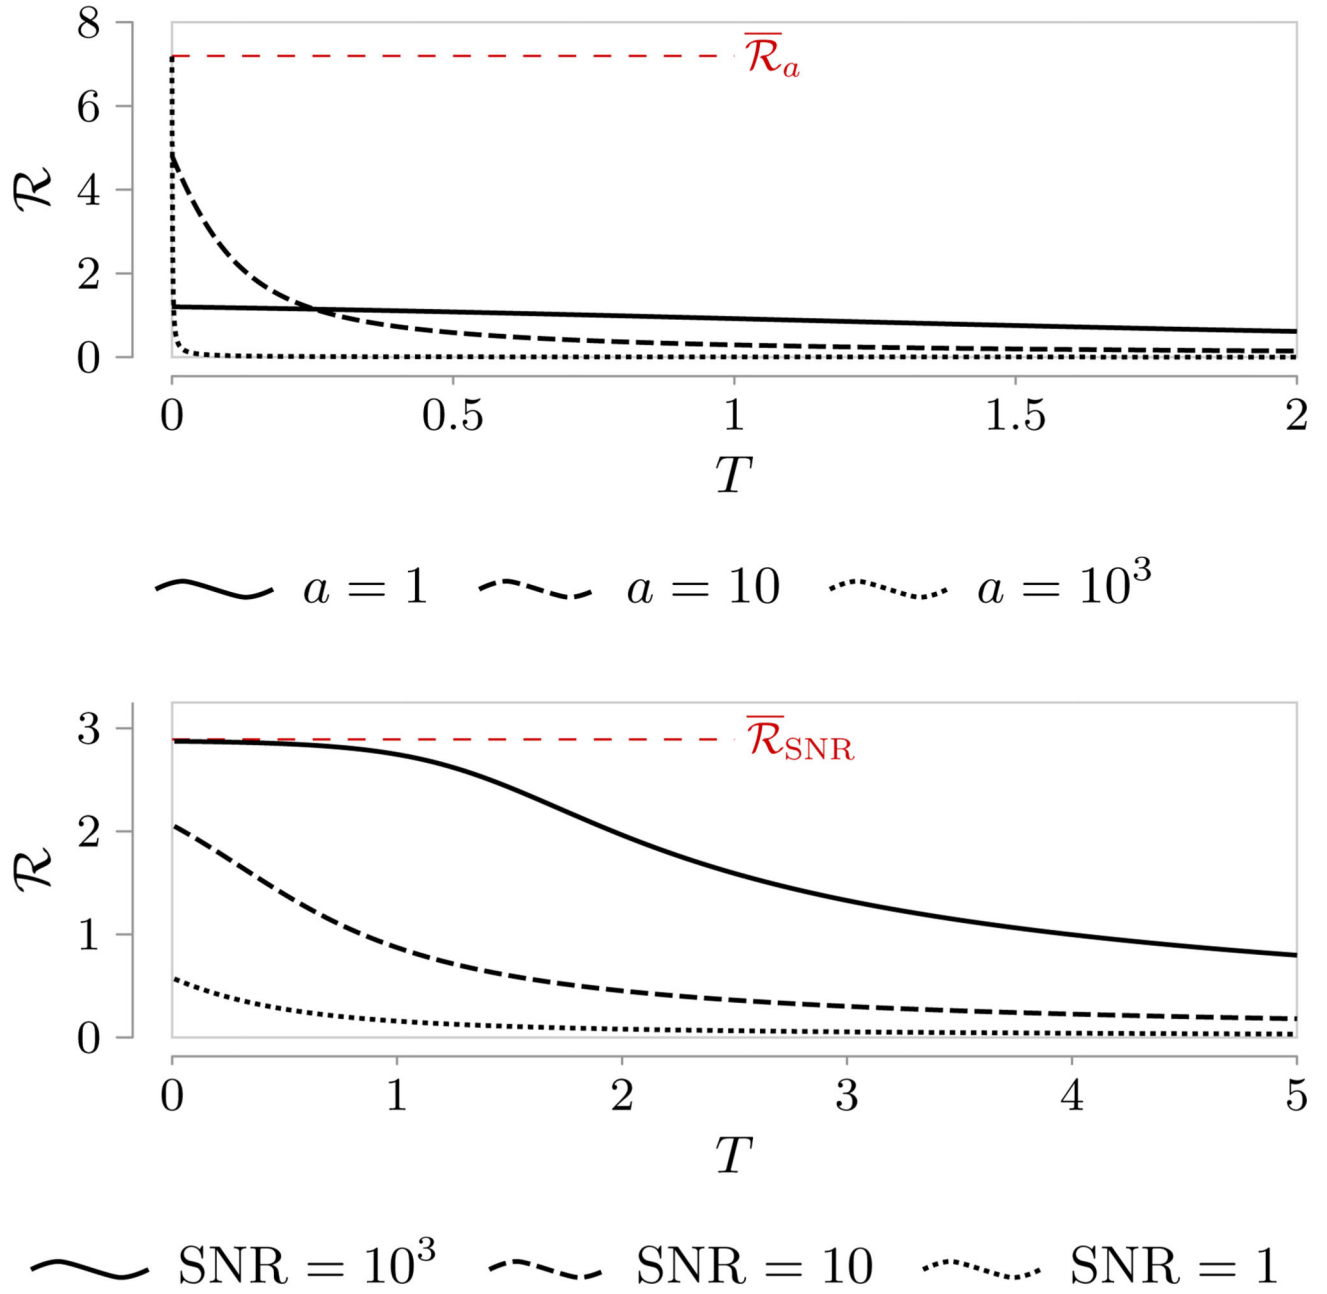 8
6
4
2
0
ℛ
ℛ̅ₐ
0 0.5 1 1.5 2
T
a = 1 a = 10 a = 10³
3
2
1
0
ℛ
ℛ̅_SNR
0 1 2 3 4 5
T
SNR = 10³ SNR = 10 SNR = 1